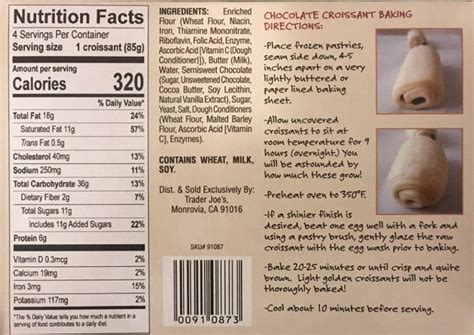 Nutrition Facts
4 Servings Per Container
Serving size 1 croissant (85g)
Amount per serving
Calories 320
% Daily Value*
Total Fat 18g 24%
Saturated Fat 11g 57%
Trans Fat 0.5g
Cholesterol 40mg 13%
Sodium 250mg 11%
Total Carbohydrate 36g 13%
Dietary Fiber 2g 7%
Total Sugars 11g
Includes 11g Added Sugars 22%
Protein 6g
Vitamin D 0.3mcg 2%
Calcium 19mg 2%
Iron 3mg 15%
Potassium 117mg 2%
*The % Daily Value tells you how much a nutrient in a
serving of food contributes to a daily diet.
INGREDIENTS: Enriched
Flour (Wheat Flour, Niacin,
Iron, Thiamine Mononitrate,
Riboflavin, Folic Acid, Enzyme,
Ascorbic Acid [Vitamin C (Dough
Conditioner)]), Butter (Milk),
Water, Semisweet Chocolate
(Sugar, Unsweetened Chocolate,
Cocoa Butter, Soy Lecithin,
Natural Vanilla Extract), Sugar,
Yeast, Salt, Dough Conditioners
(Wheat Flour, Malted Barley
Flour, Ascorbic Acid [Vitamin C],
Enzymes).
CONTAINS WHEAT, MILK,
SOY.
Dist. & Sold Exclusively By:
Trader Joe's,
Monrovia, CA 91016
SKU# 91087
0091 0873
CHOCOLATE CROISSANT BAKING
DIRECTIONS:
-Place frozen pastries,
seam side down, 4-5
inches apart on a very
lightly buttered or
paper lined baking
sheet.
-Allow uncovered
croissants to sit at
room temperature for 9
hours (overnight.) You will
be astounded by how
much these grow!
-Preheat oven to 350°F.
-If a shinier finish is
desired, beat one egg well with a fork and
using a pastry brush, gently glaze the raw
croissant with the egg wash prior to baking.
-Bake 20-25 minutes or until crisp and quite
brown. Light golden croissants will not be
thoroughly baked!
-Cool about 10 minutes before serving.